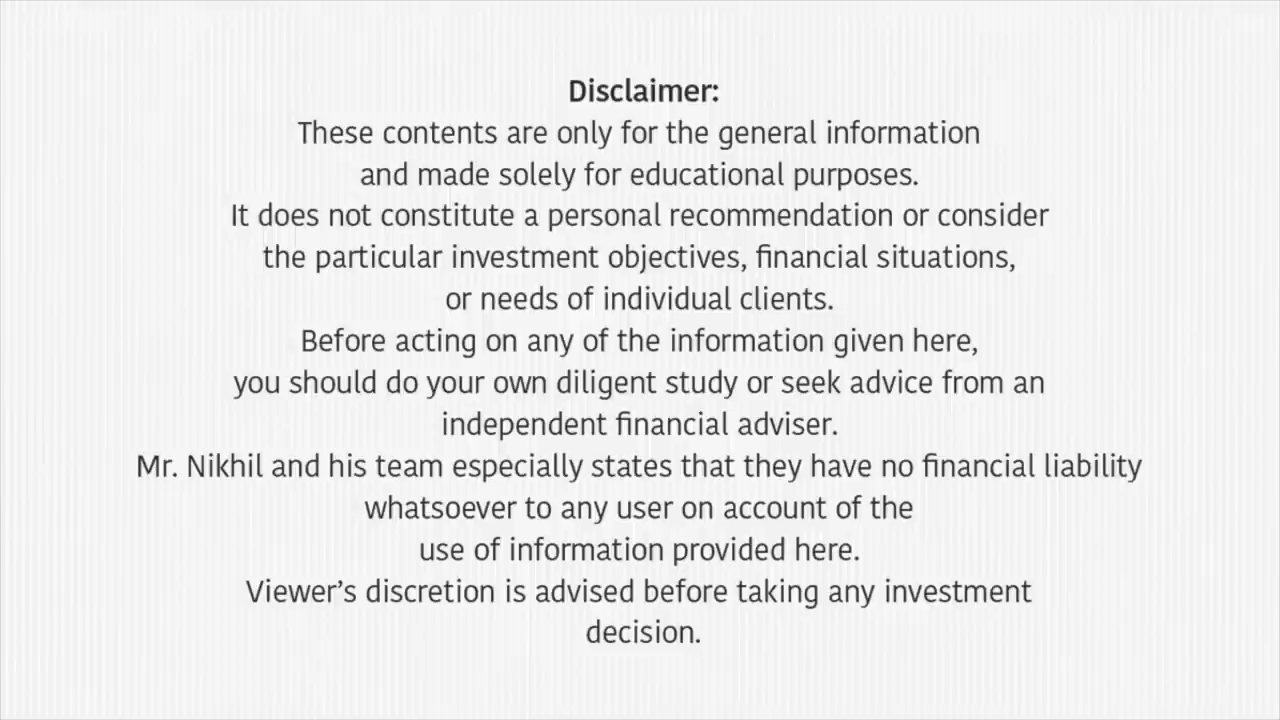 Disclaimer:
These contents are only for the general information
and made solely for educational purposes.
It does not constitute a personal recommendation or consider
the particular investment objectives, financial situations,
or needs of individual clients.
Before acting on any of the information given here,
you should do your own diligent study or seek advice from an
independent financial adviser.
Mr. Nikhil and his team especially states that they have no financial liability
whatsoever to any user on account of the
use of information provided here.
Viewer’s discretion is advised before taking any investment
decision.